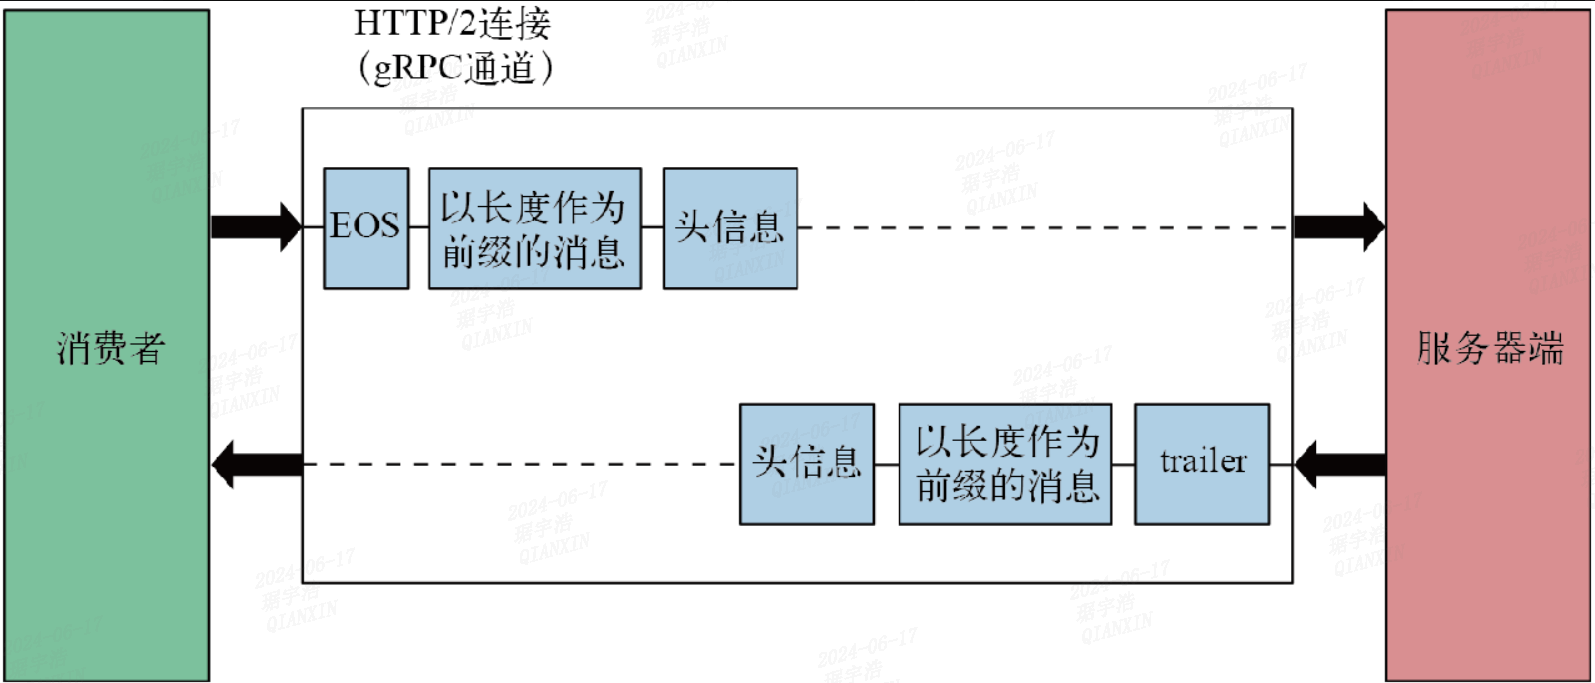 HTTP/2连接
（gRPC通道）
消费者
EOS
以长度作为
前缀的消息
头信息
服务器端
头信息
以长度作为
前缀的消息
trailer
2024-06-17
琚宇浩
QIANXIN